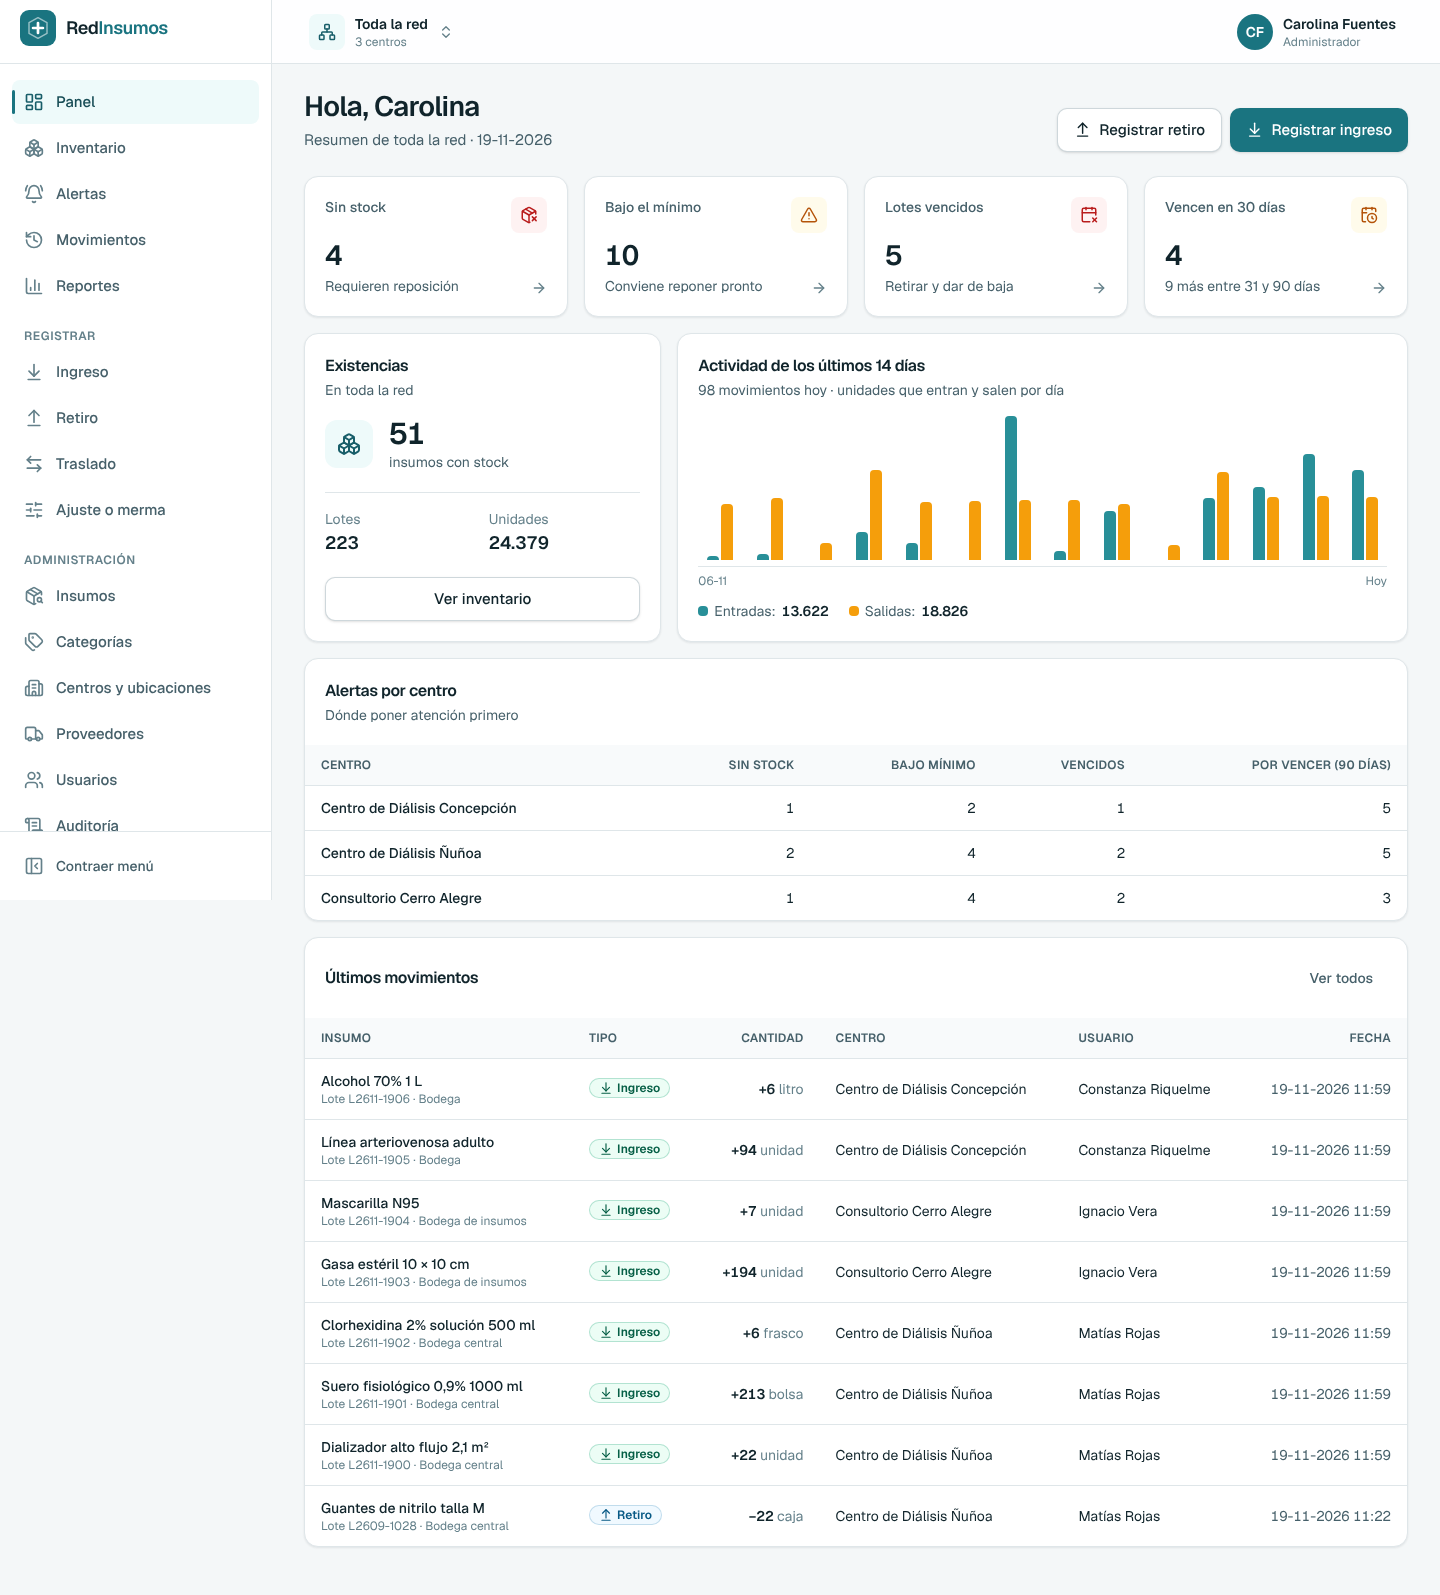 RedInsumos
Toda la red
3 centros
CF
Carolina Fuentes
Administrador
Panel
Inventario
Alertas
Movimientos
Reportes
REGISTRAR
Ingreso
Retiro
Traslado
Ajuste o merma
ADMINISTRACIÓN
Insumos
Categorías
Centros y ubicaciones
Proveedores
Usuarios
Auditoría
Contraer menú
Hola, Carolina
Resumen de toda la red · 19-11-2026
Registrar retiro
Registrar ingreso
Sin stock
4
Requieren reposición
Bajo el mínimo
10
Conviene reponer pronto
Lotes vencidos
5
Retirar y dar de baja
Vencen en 30 días
4
9 más entre 31 y 90 días
Existencias
En toda la red
51
insumos con stock
Lotes Unidades
223 24.379
Ver inventario
Actividad de los últimos 14 días
98 movimientos hoy · unidades que entran y salen por día
06-11 Hoy
Entradas: 13.622 Salidas: 18.826
Alertas por centro
Dónde poner atención primero
CENTRO SIN STOCK BAJO MÍNIMO VENCIDOS POR VENCER (90 DÍAS)
Centro de Diálisis Concepción 1 2 1 5
Centro de Diálisis Ñuñoa 2 4 2 5
Consultorio Cerro Alegre 1 4 2 3
Últimos movimientos Ver todos
INSUMO TIPO CANTIDAD CENTRO USUARIO FECHA
Alcohol 70% 1 L
Lote L2611-1906 · Bodega
Ingreso +6 litro Centro de Diálisis Concepción Constanza Riquelme 19-11-2026 11:59
Línea arteriovenosa adulto
Lote L2611-1905 · Bodega
Ingreso +94 unidad Centro de Diálisis Concepción Constanza Riquelme 19-11-2026 11:59
Mascarilla N95
Lote L2611-1904 · Bodega de insumos
Ingreso +7 unidad Consultorio Cerro Alegre Ignacio Vera 19-11-2026 11:59
Gasa estéril 10 × 10 cm
Lote L2611-1903 · Bodega de insumos
Ingreso +194 unidad Consultorio Cerro Alegre Ignacio Vera 19-11-2026 11:59
Clorhexidina 2% solución 500 ml
Lote L2611-1902 · Bodega central
Ingreso +6 frasco Centro de Diálisis Ñuñoa Matías Rojas 19-11-2026 11:59
Suero fisiológico 0,9% 1000 ml
Lote L2611-1901 · Bodega central
Ingreso +213 bolsa Centro de Diálisis Ñuñoa Matías Rojas 19-11-2026 11:59
Dializador alto flujo 2,1 m²
Lote L2611-1900 · Bodega central
Ingreso +22 unidad Centro de Diálisis Ñuñoa Matías Rojas 19-11-2026 11:59
Guantes de nitrilo talla M
Lote L2609-1028 · Bodega central
Retiro −22 caja Centro de Diálisis Ñuñoa Matías Rojas 19-11-2026 11:22